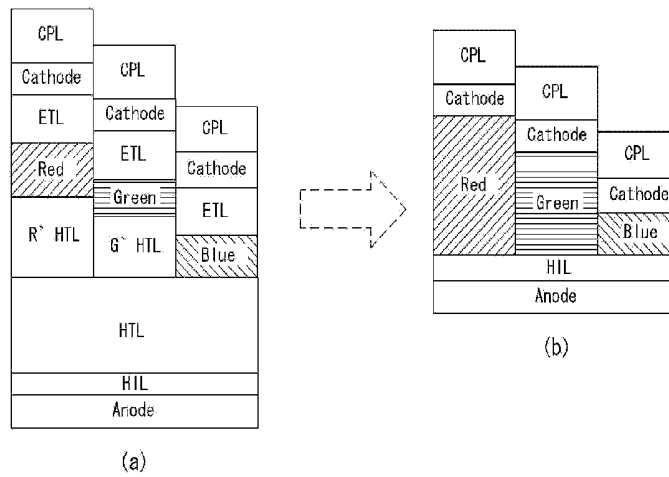 CPL
Cathode
ETL
Red
R` HTL
CPL
Cathode
ETL
Green
G` HTL
CPL
Cathode
ETL
Blue
HTL
HIL
Anode
(a)
CPL
Cathode
Red
CPL
Cathode
Green
CPL
Cathode
Blue
HIL
Anode
(b)